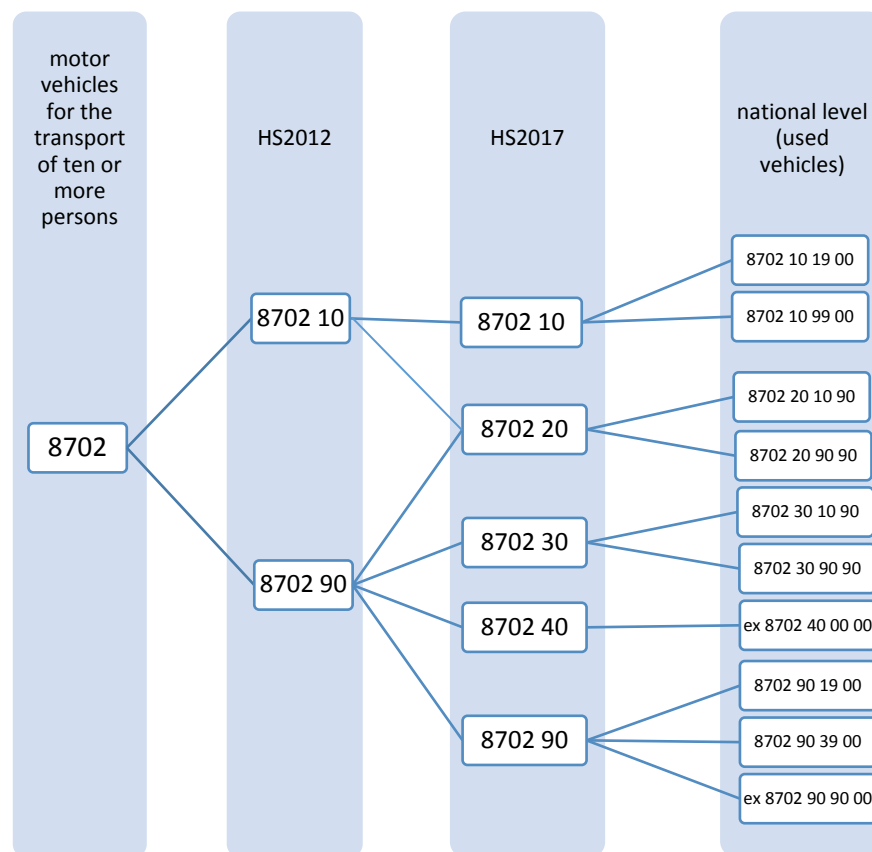 motor
vehicles
for the
transport
of ten or
more
persons
HS2012
HS2017
national level
(used
vehicles)
8702
8702 10
8702 90
8702 10
8702 20
8702 30
8702 40
8702 90
8702 10 19 00
8702 10 99 00
8702 20 10 90
8702 20 90 90
8702 30 10 90
8702 30 90 90
ex 8702 40 00 00
8702 90 19 00
8702 90 39 00
ex 8702 90 90 00